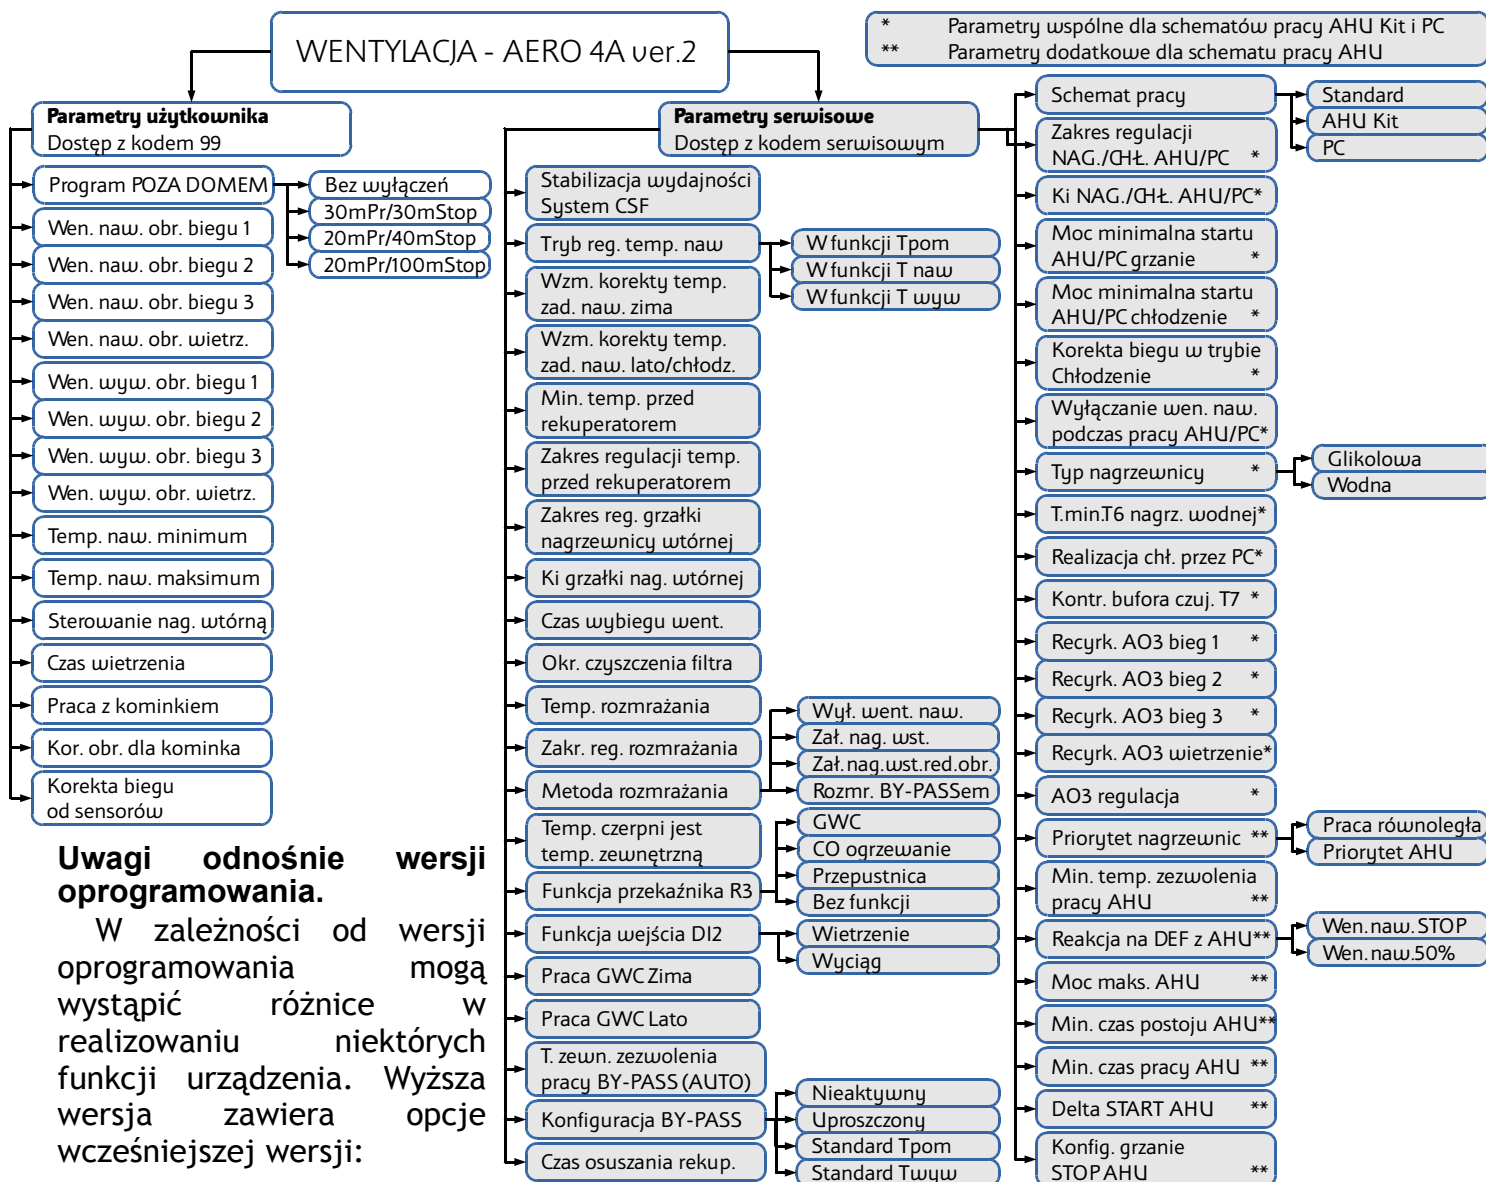 WENTYLACJA - AERO 4A ver.2
* Parametry wspólne dla schematów pracy AHU Kit i PC
** Parametry dodatkowe dla schematu pracy AHU
Parametry użytkownika
Dostęp z kodem 99
Program POZA DOMEM
Bez wyłączeń
30mPr/30mStop
20mPr/40mStop
20mPr/100mStop
Wen. naw. obr. biegu 1
Wen. naw. obr. biegu 2
Wen. naw. obr. biegu 3
Wen. naw. obr. wietrz.
Wen. wyw. obr. biegu 1
Wen. wyw. obr. biegu 2
Wen. wyw. obr. biegu 3
Wen. wyw. obr. wietrz.
Temp. naw. minimum
Temp. naw. maksimum
Sterowanie nag. wtórną
Czas wietrzenia
Praca z kominkiem
Kor. obr. dla kominka
Korekta biegu
od sensorów
Uwagi odnośnie wersji
oprogramowania.
W zależności od wersji
oprogramowania mogą
wystąpić różnice w
realizowaniu niektórych
funkcji urządzenia. Wyższa
wersja zawiera opcje
wcześniejszej wersji:
Parametry serwisowe
Dostęp z kodem serwisowym
Stabilizacja wydajności
System CSF
Tryb reg. temp. naw
W funkcji Tpom
W funkcji T naw
W funkcji T wyw
Wzm. korekty temp.
zad. naw. zima
Wzm. korekty temp.
zad. naw. lato/chłodz.
Min. temp. przed
rekuperatorem
Zakres regulacji temp.
przed rekuperatorem
Zakres reg. grzałki
nagrzewnicy wtórnej
Ki grzałki nag. wtórnej
Czas wybiegu went.
Okr. czyszczenia filtra
Temp. rozmrażania
Zakr. reg. rozmrażania
Metoda rozmrażania
Wył. went. naw.
Zał. nag. wst.
Zał.nag.wst.red.obr.
Rozmr. BY-PASSem
Temp. czerpni jest
temp. zewnętrzną
Funkcja przekaźnika R3
GWC
CO ogrzewanie
Przepustnica
Bez funkcji
Funkcja wejścia DI2
Wietrzenie
Wyciąg
Praca GWC Zima
Praca GWC Lato
T. zewn. zezwolenia
pracy BY-PASS (AUTO)
Konfiguracja BY-PASS
Nieaktywny
Uproszczony
Standard Tpom
Standard Twyw
Czas osuszania rekup.
Schemat pracy
Standard
AHU Kit
PC
Zakres regulacji
NAG./CHŁ. AHU/PC *
Ki NAG./CHŁ. AHU/PC*
Moc minimalna startu
AHU/PC grzanie *
Moc minimalna startu
AHU/PC chłodzenie *
Korekta biegu w trybie
Chłodzenie *
Wyłączanie wen. naw.
podczas pracy AHU/PC*
Typ nagrzewnicy *
Glikolowa
Wodna
T.min.T6 nagrz. wodnej*
Realizacja chł. przez PC*
Kontr. bufora czuj. T7 *
Recyrk. AO3 bieg 1 *
Recyrk. AO3 bieg 2 *
Recyrk. AO3 bieg 3 *
Recyrk. AO3 wietrzenie*
AO3 regulacja *
Priorytet nagrzewnic **
Praca równoległa
Priorytet AHU
Min. temp. zezwolenia
pracy AHU **
Reakcja na DEF z AHU**
Wen.naw.STOP
Wen.naw.50%
Moc maks. AHU **
Min. czas postoju AHU**
Min. czas pracy AHU **
Delta START AHU **
Konfig. grzanie
STOP AHU **